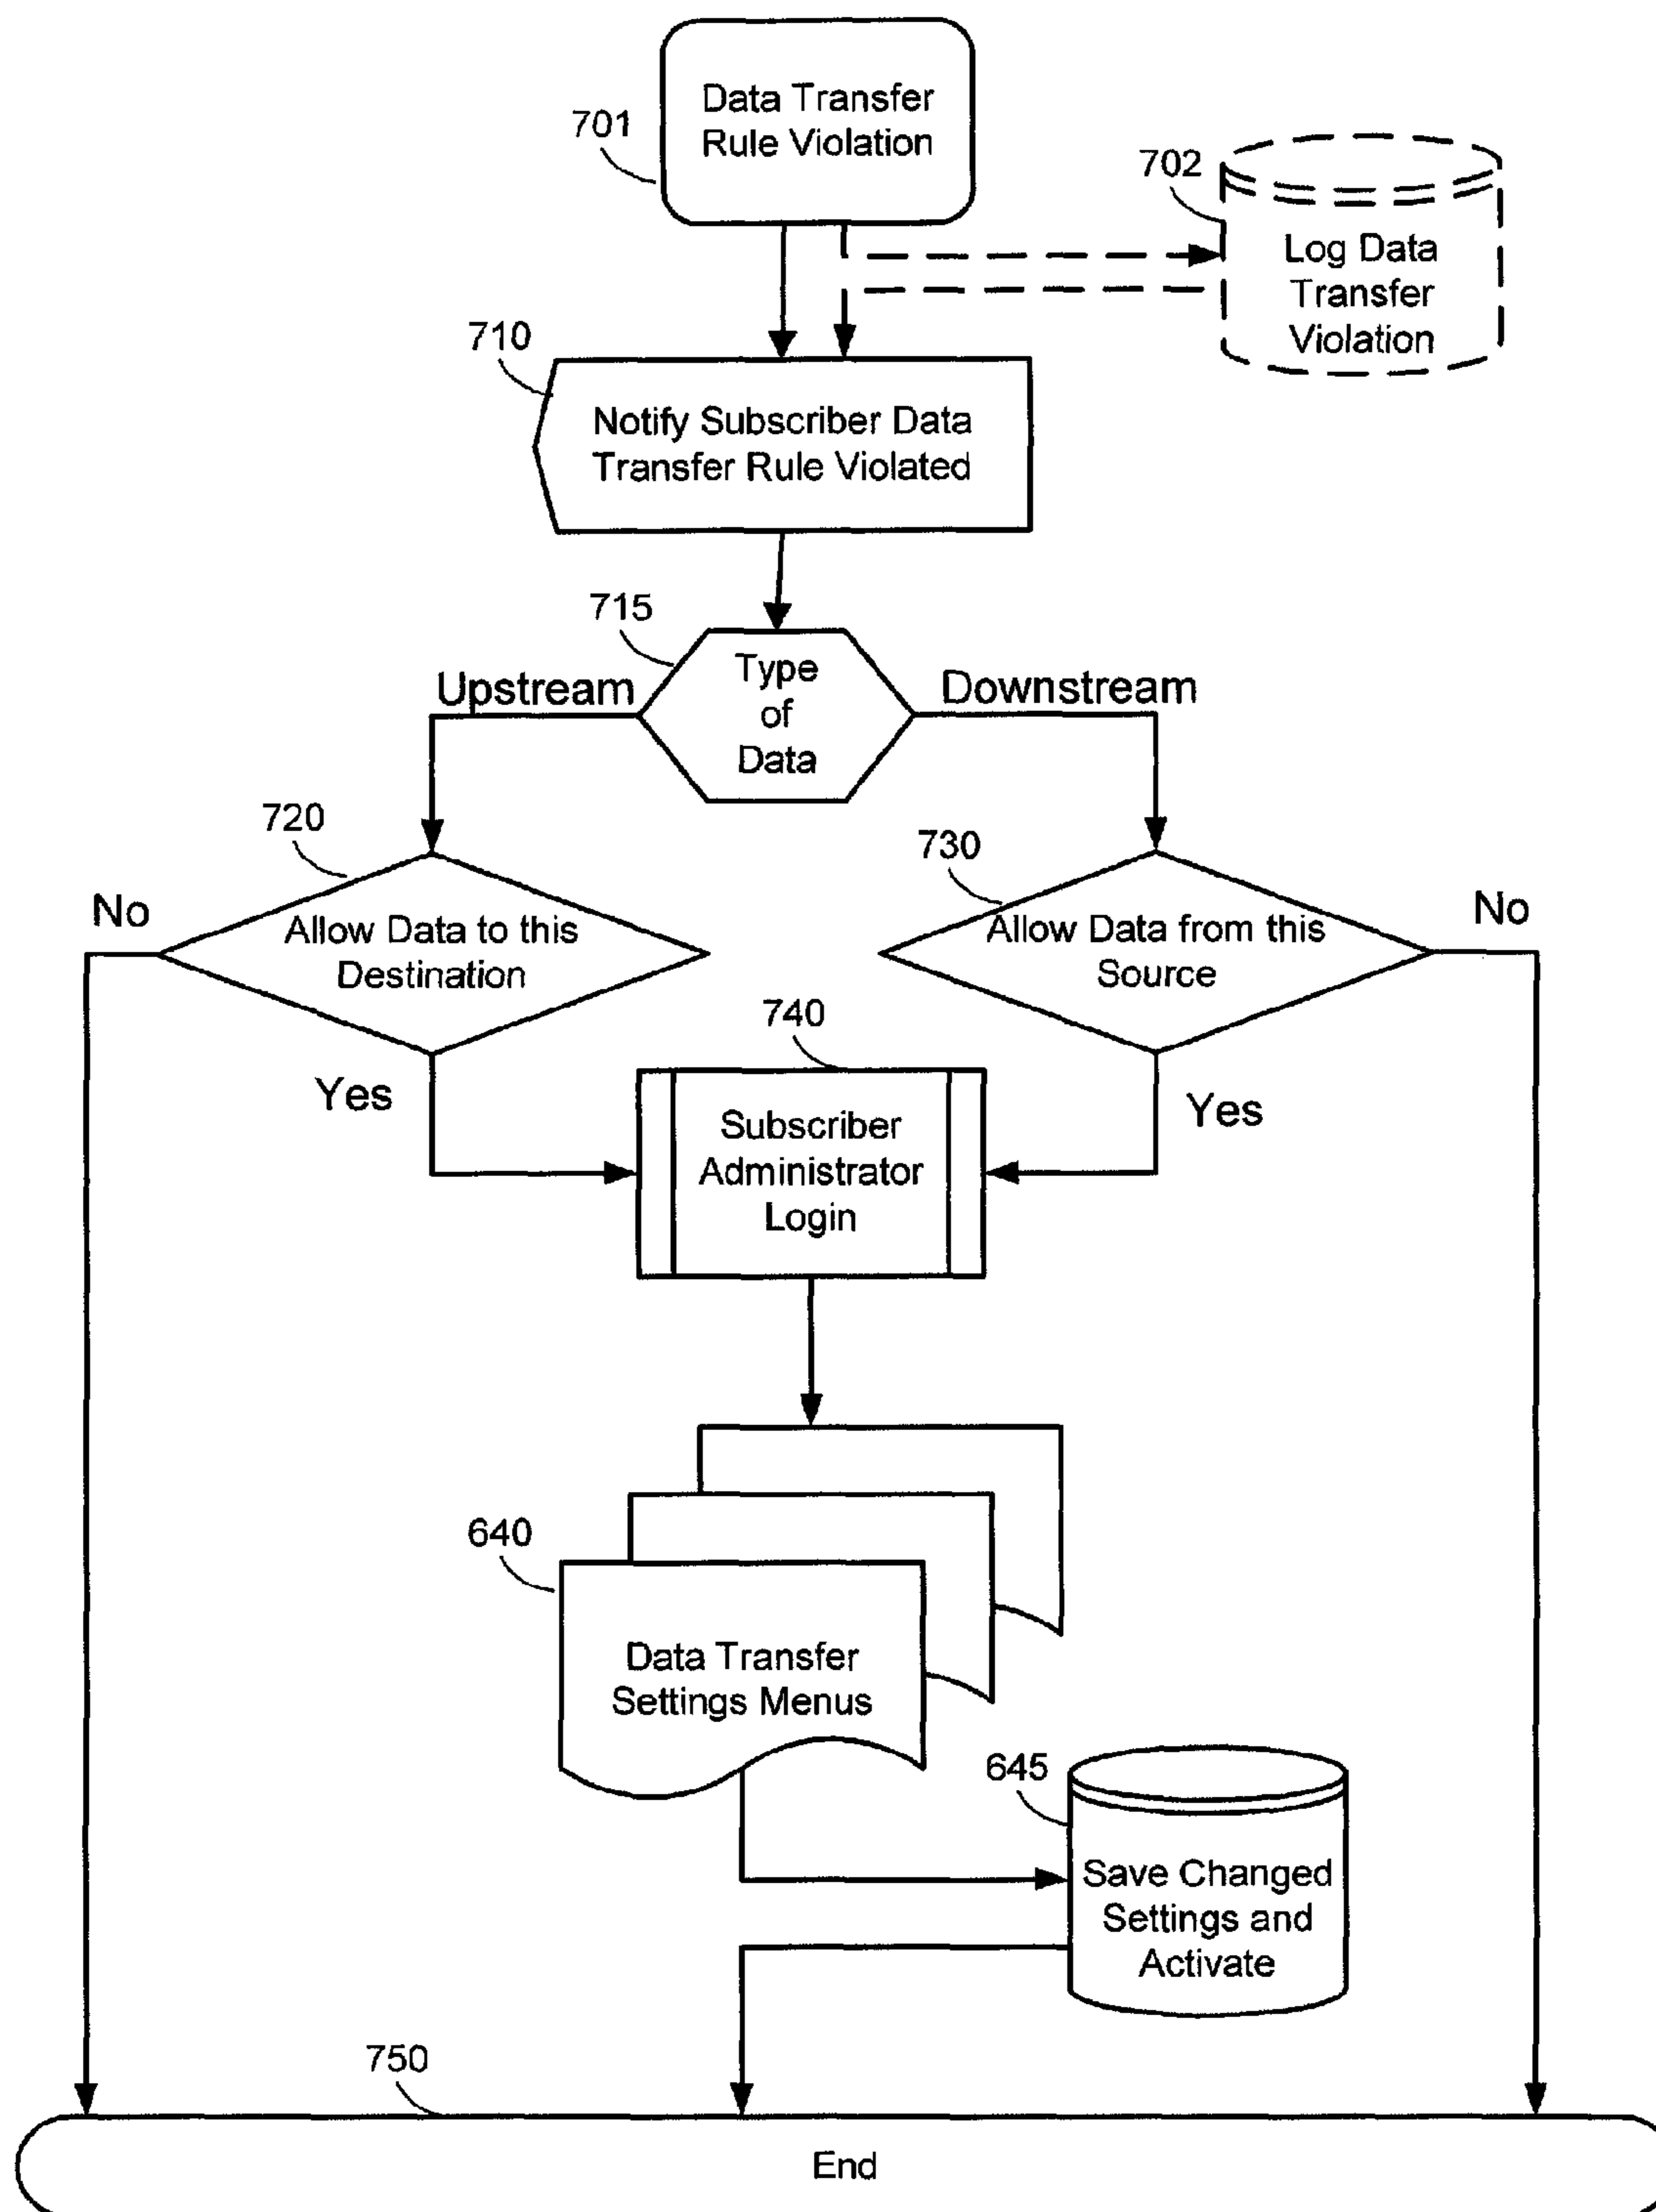 Data Transfer
Rule Violation
701
702
Log Data
Transfer
Violation
710
Notify Subscriber Data
Transfer Rule Violated
715
Type
of
Data
Upstream
Downstream
720
730
No
Allow Data to this
Destination
Allow Data from this
Source
No
740
Yes
Subscriber
Administrator
Login
Yes
640
Data Transfer
Settings Menus
645
Save Changed
Settings and
Activate
750
End